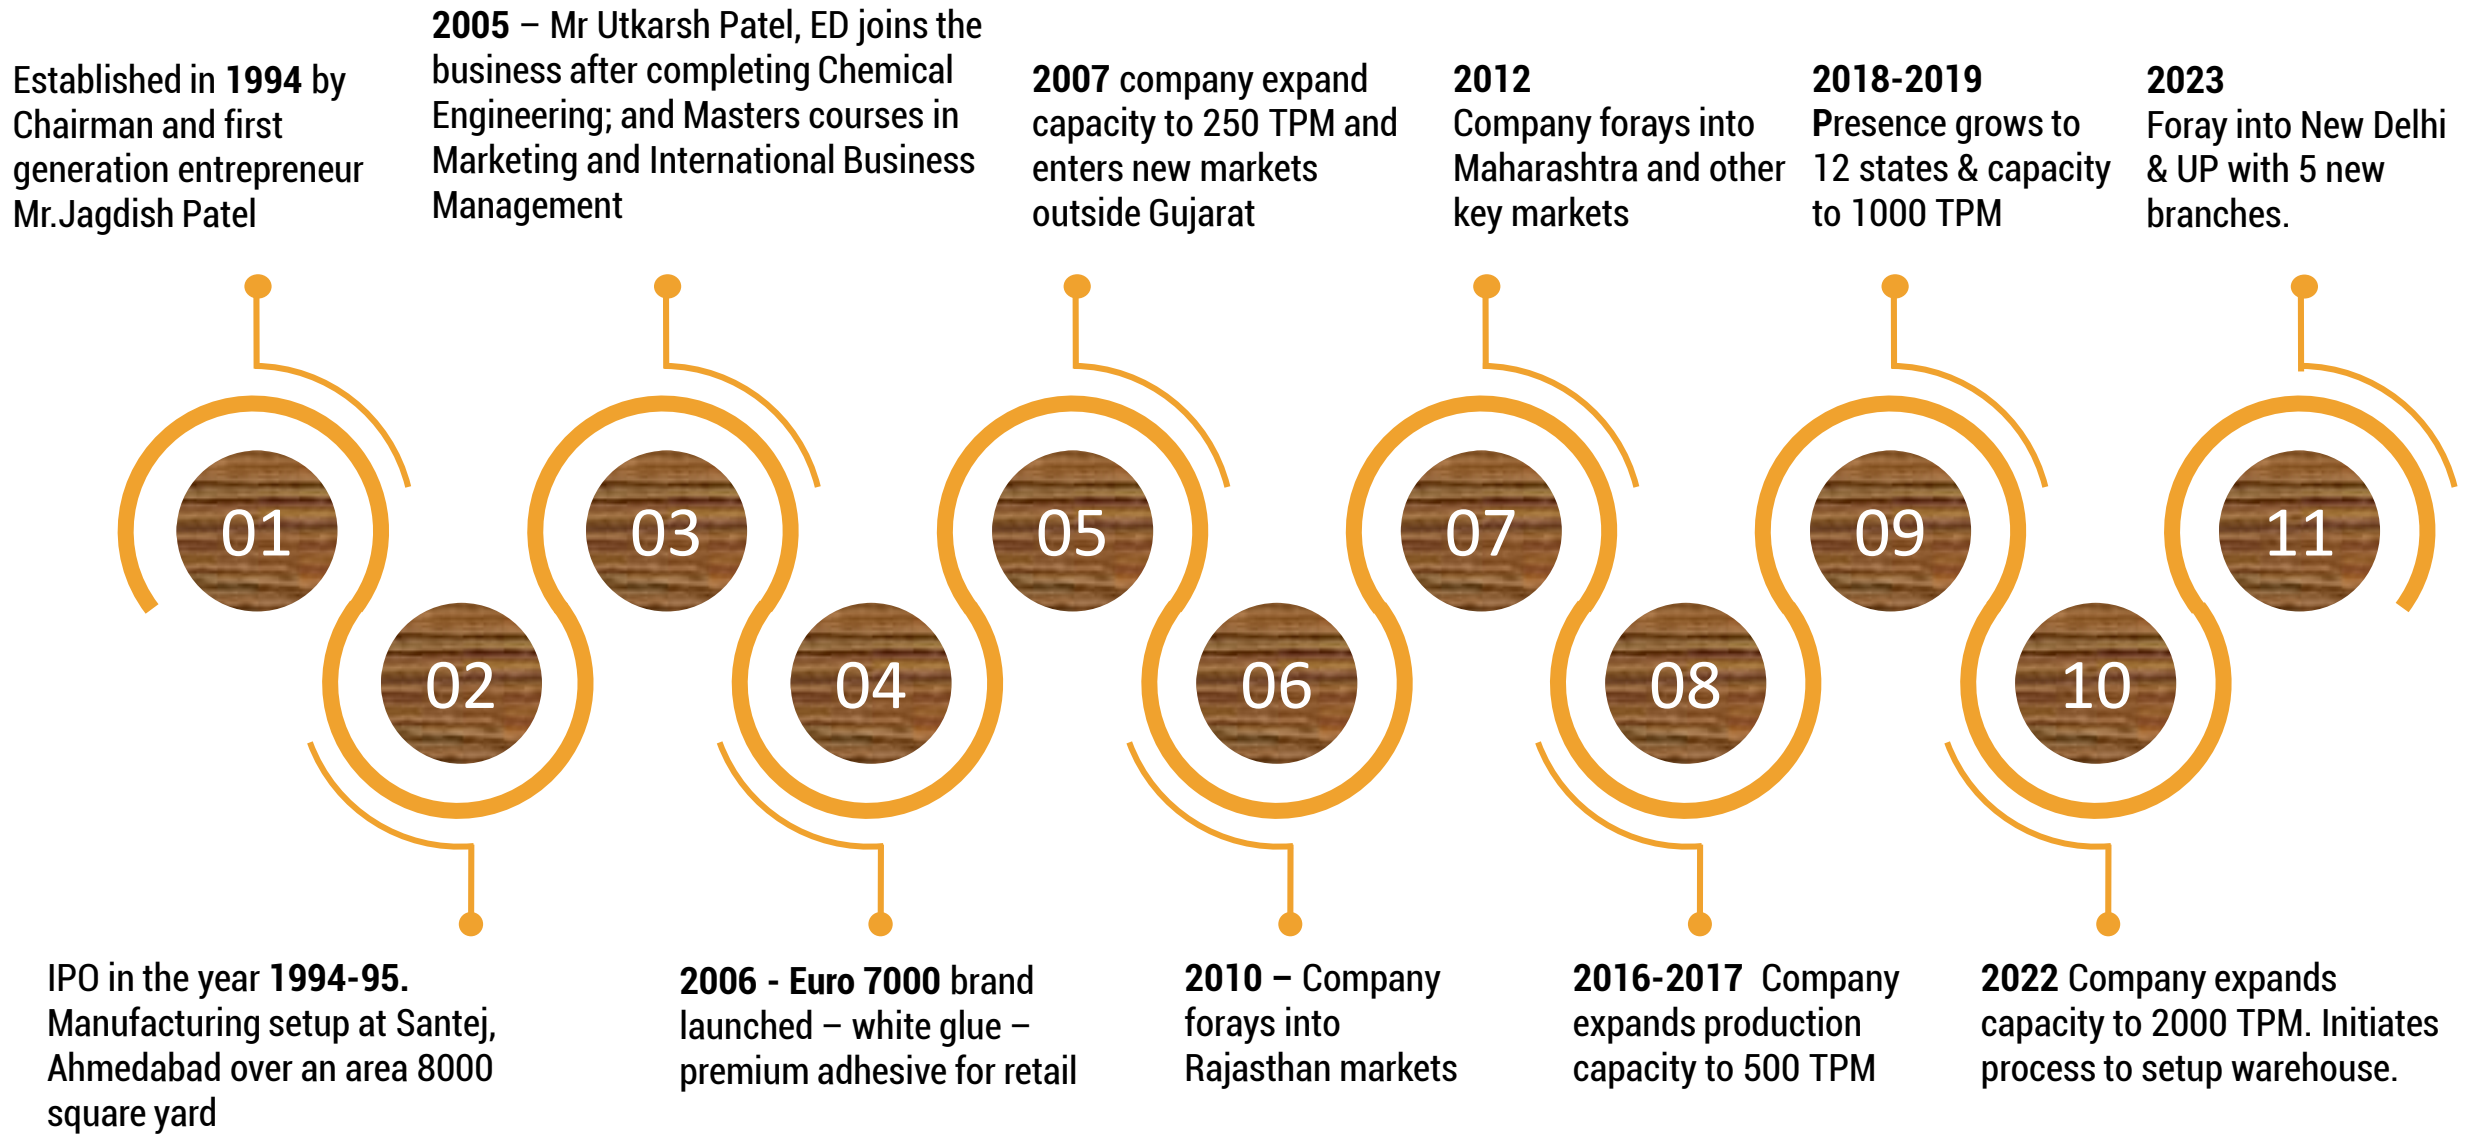 Established in 1994 by
Chairman and first
generation entrepreneur
Mr.Jagdish Patel
2005 – Mr Utkarsh Patel, ED joins the
business after completing Chemical
Engineering; and Masters courses in
Marketing and International Business
Management
2007 company expand
capacity to 250 TPM and
enters new markets
outside Gujarat
2012
Company forays into
Maharashtra and other
key markets
2018-2019
Presence grows to
12 states & capacity
to 1000 TPM
2023
Foray into New Delhi
& UP with 5 new
branches.
01
02
03
04
05
06
07
08
09
10
11
IPO in the year 1994-95.
Manufacturing setup at Santej,
Ahmedabad over an area 8000
square yard
2006 - Euro 7000 brand
launched – white glue –
premium adhesive for retail
2010 – Company
forays into
Rajasthan markets
2016-2017 Company
expands production
capacity to 500 TPM
2022 Company expands
capacity to 2000 TPM. Initiates
process to setup warehouse.